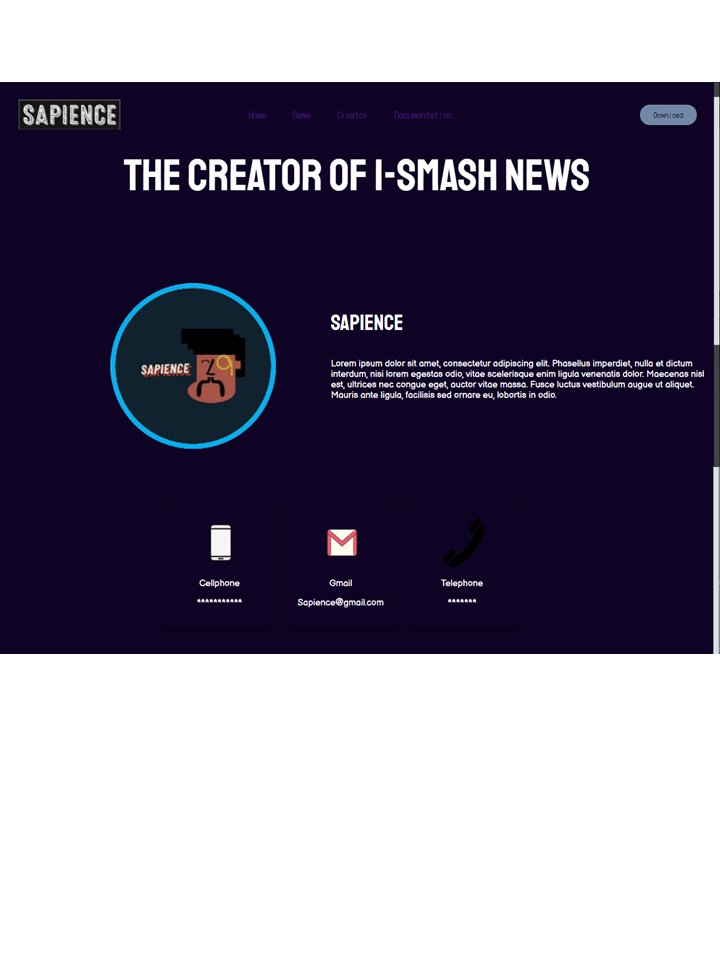 SAPIENCE
Home Game Creator Documentation Download
THE CREATOR OF I-SMASH NEWS
SAPIENCE
SAPIENCE
Lorem ipsum dolor sit amet, consectetur adipiscing elit. Phasellus imperdiet, nulla et dictum
interdum, nisi lorem egestas odio, vitae scelerisque enim ligula venenatis dolor. Maecenas nisl
est, ultrices nec congue eget, auctor vitae massa. Fusce luctus vestibulum augue ut aliquet.
Mauris ante ligula, facilisis sed ornare eu, lobortis in odio.
Cellphone Gmail Telephone
*********** Sapience@gmail.com *******